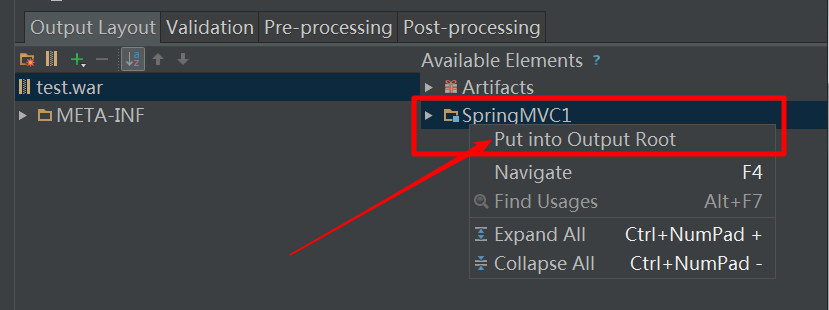 Output Layout Validation Pre-processing Post-processing
Available Elements ?
test.war
META-INF
Artifacts
SpringMVC1
Put into Output Root
Navigate F4
Find Usages Alt+F7
Expand All Ctrl+NumPad +
Collapse All Ctrl+NumPad -